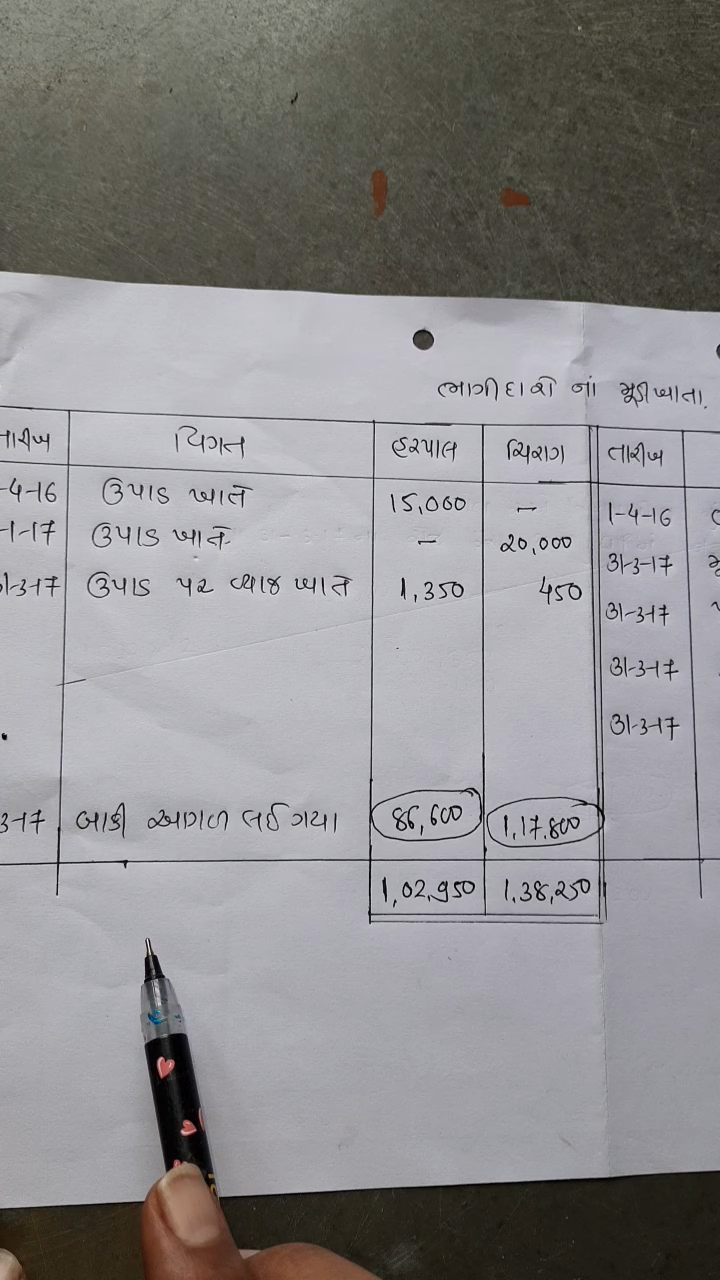 ભાગીદારો નાં મૂડી ખાતા.
તારીખ વિગત હરપાલ ચિરાગ તારીખ
-4-16 ઉપાડ ખાતે 15,000 - 1-4-16
-1-17 ઉપાડ ખાતે - 20,000 31-3-17
31-3-17 ઉપાડ પર વ્યાજ ખાતે 1,350 450 31-3-17
31-3-17
31-3-17
3-17 બાકી આગળ લઈ ગયા 86,600 1,17,800
1,02,950 1,38,250